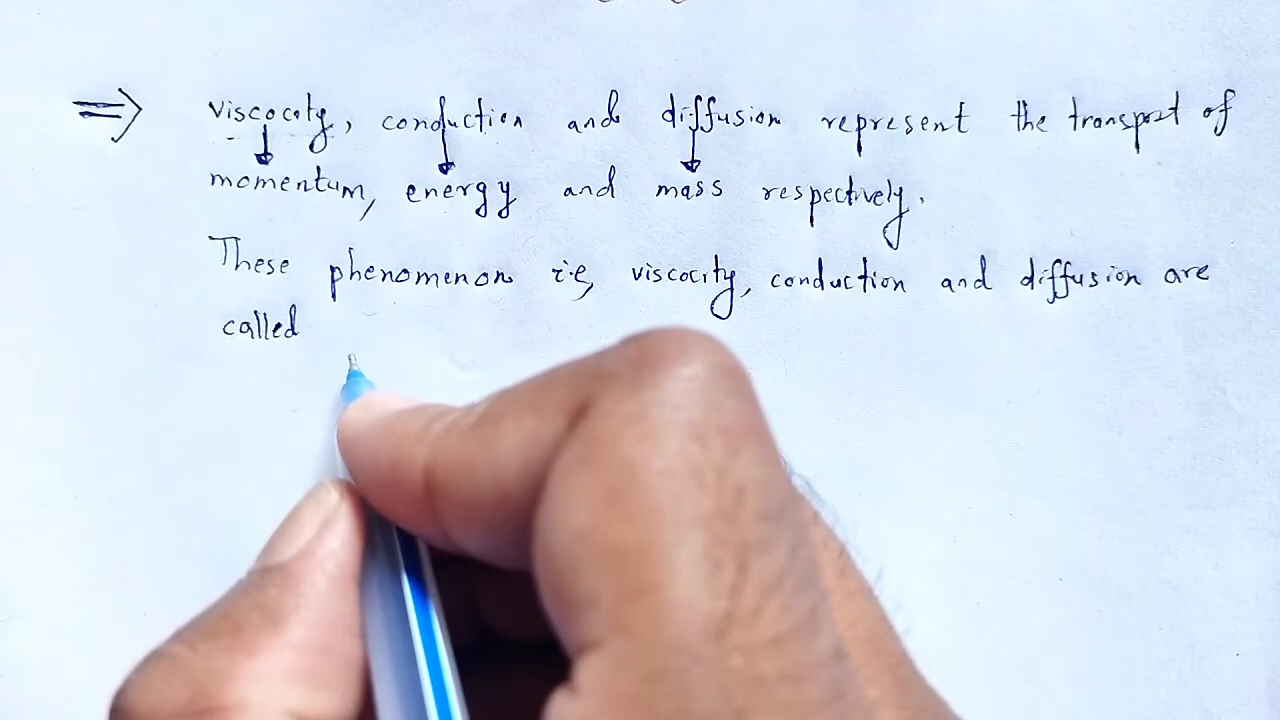 ⇒ viscocity, conduction and diffusion represent the transport of
momentum, energy and mass respectively.
These phenomenon i.e, viscocity, conduction and diffusion are
called